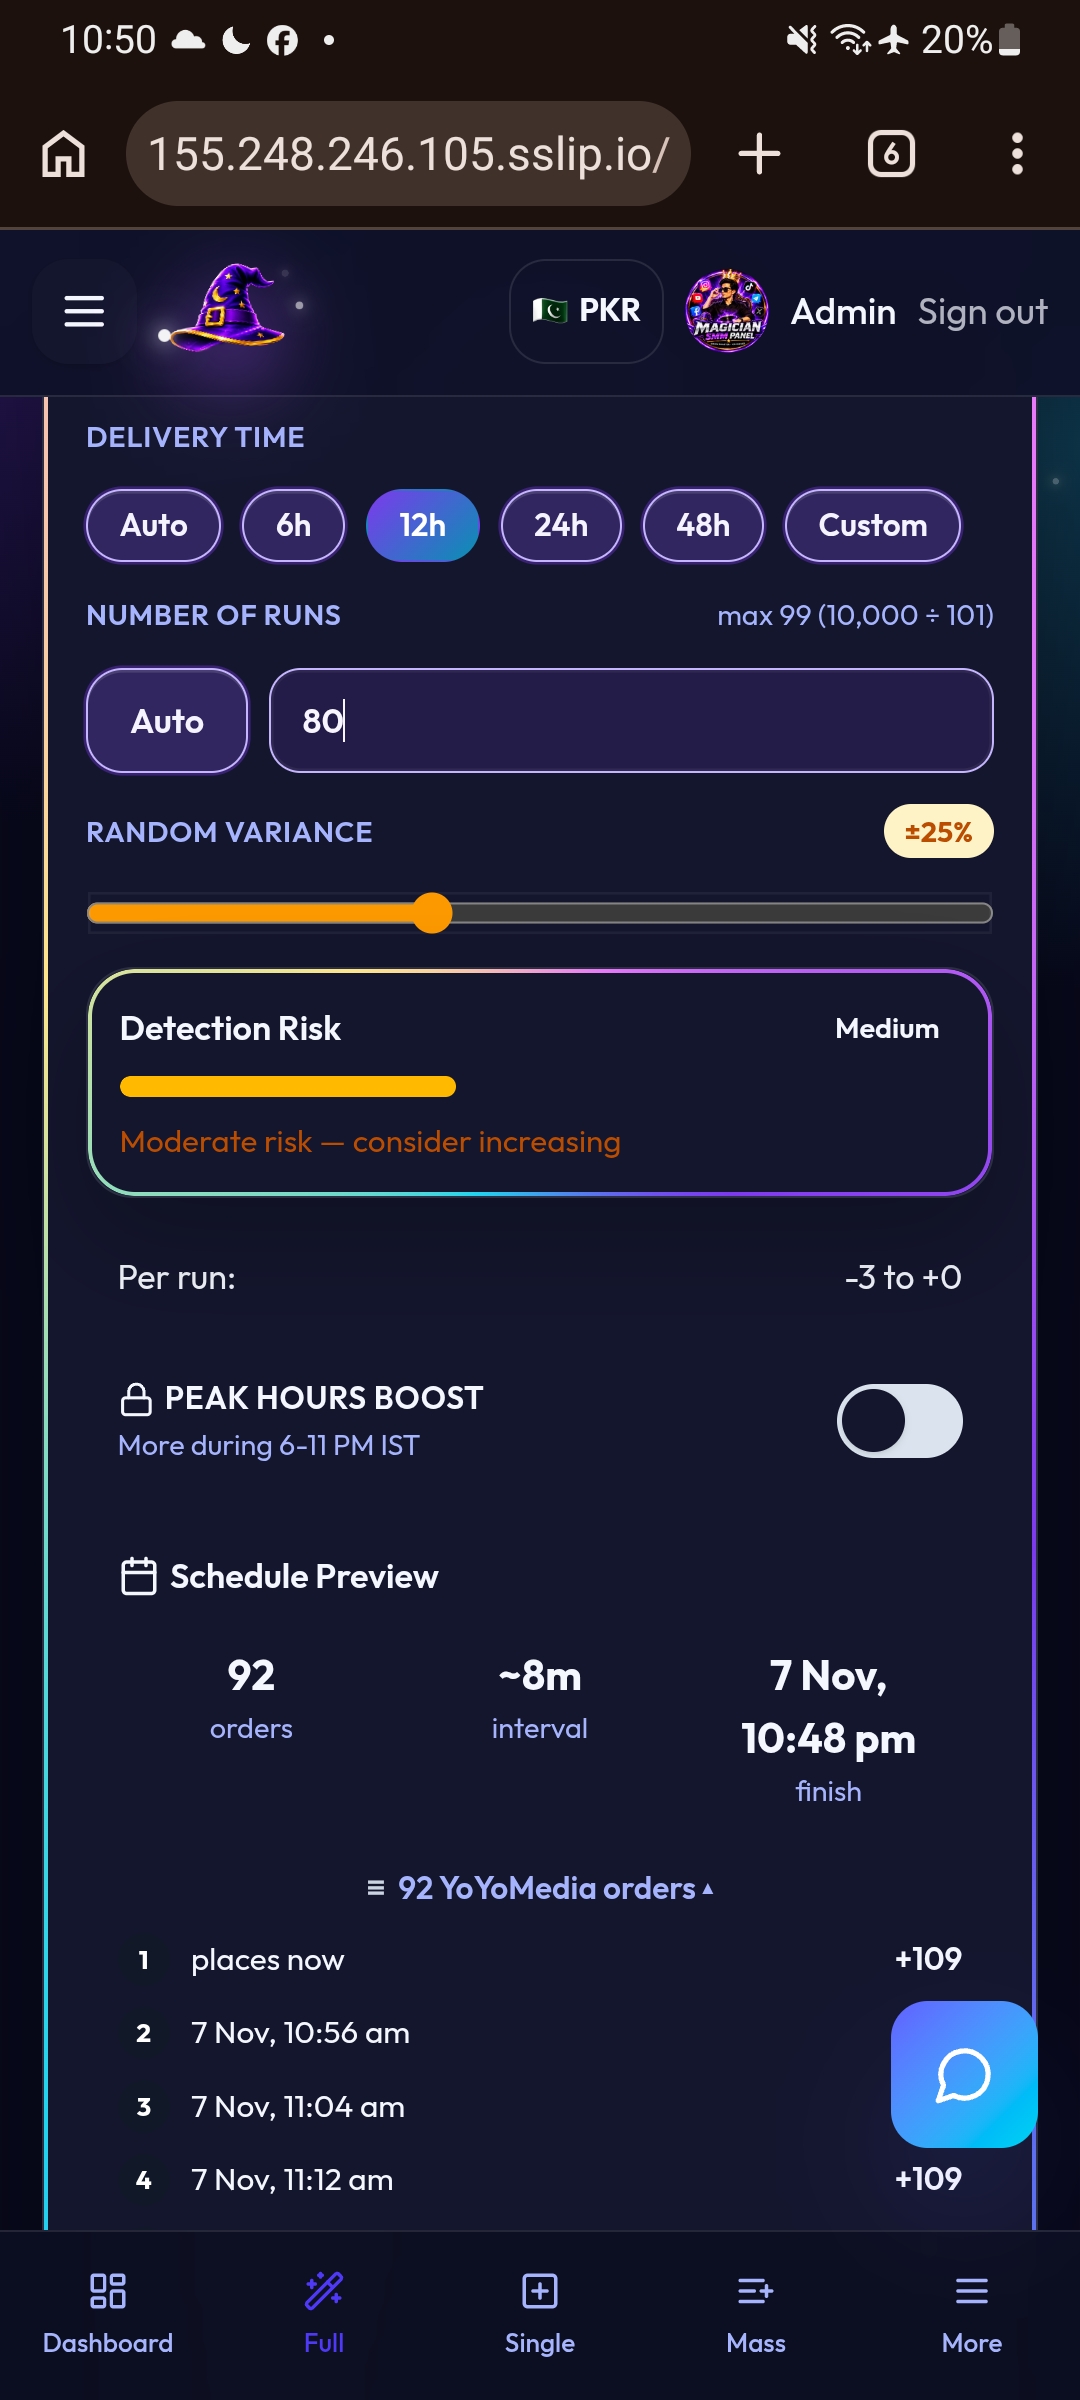 10:50
20%
155.248.246.105.sslip.io/
6
PKR
MAGICIAN
SMM PANEL
Admin
Sign out
DELIVERY TIME
Auto
6h
12h
24h
48h
Custom
NUMBER OF RUNS
max 99 (10,000 ÷ 101)
Auto
80
RANDOM VARIANCE
±25%
Detection Risk
Medium
Moderate risk — consider increasing
Per run:
-3 to +0
PEAK HOURS BOOST
More during 6-11 PM IST
Schedule Preview
92
orders
~8m
interval
7 Nov,
10:48 pm
finish
92 YoYoMedia orders ▲
1 places now +109
2 7 Nov, 10:56 am
3 7 Nov, 11:04 am
4 7 Nov, 11:12 am +109
Dashboard
Full
Single
Mass
More